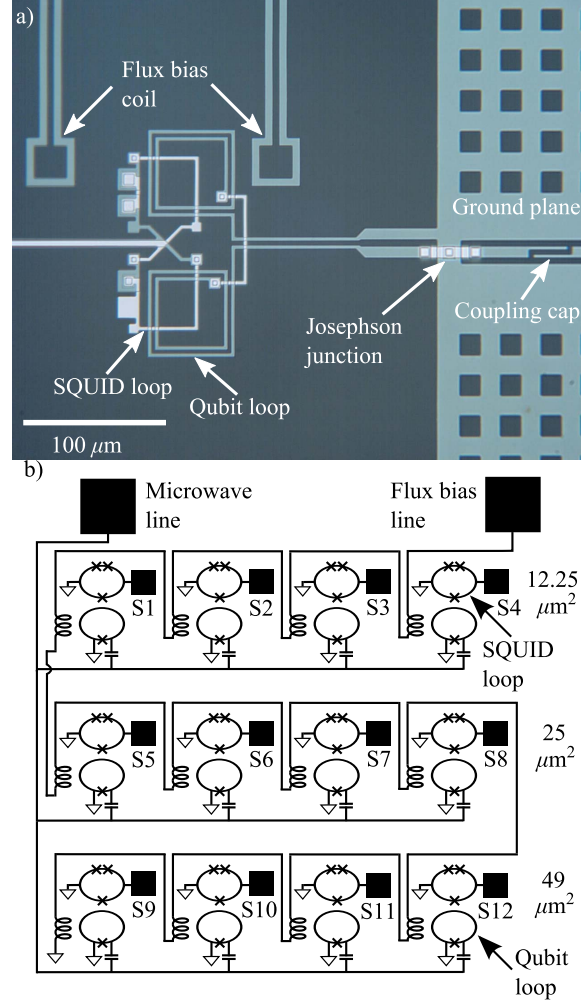 a)
Flux bias
coil
Ground plane
Josephson
junction
Coupling cap
SQUID loop
Qubit loop
100 μm
b)
Microwave
line
Flux bias
line
S1
S2
S3
S4
12.25
μm²
SQUID
loop
S5
S6
S7
S8
25
μm²
S9
S10
S11
S12
49
μm²
Qubit
loop